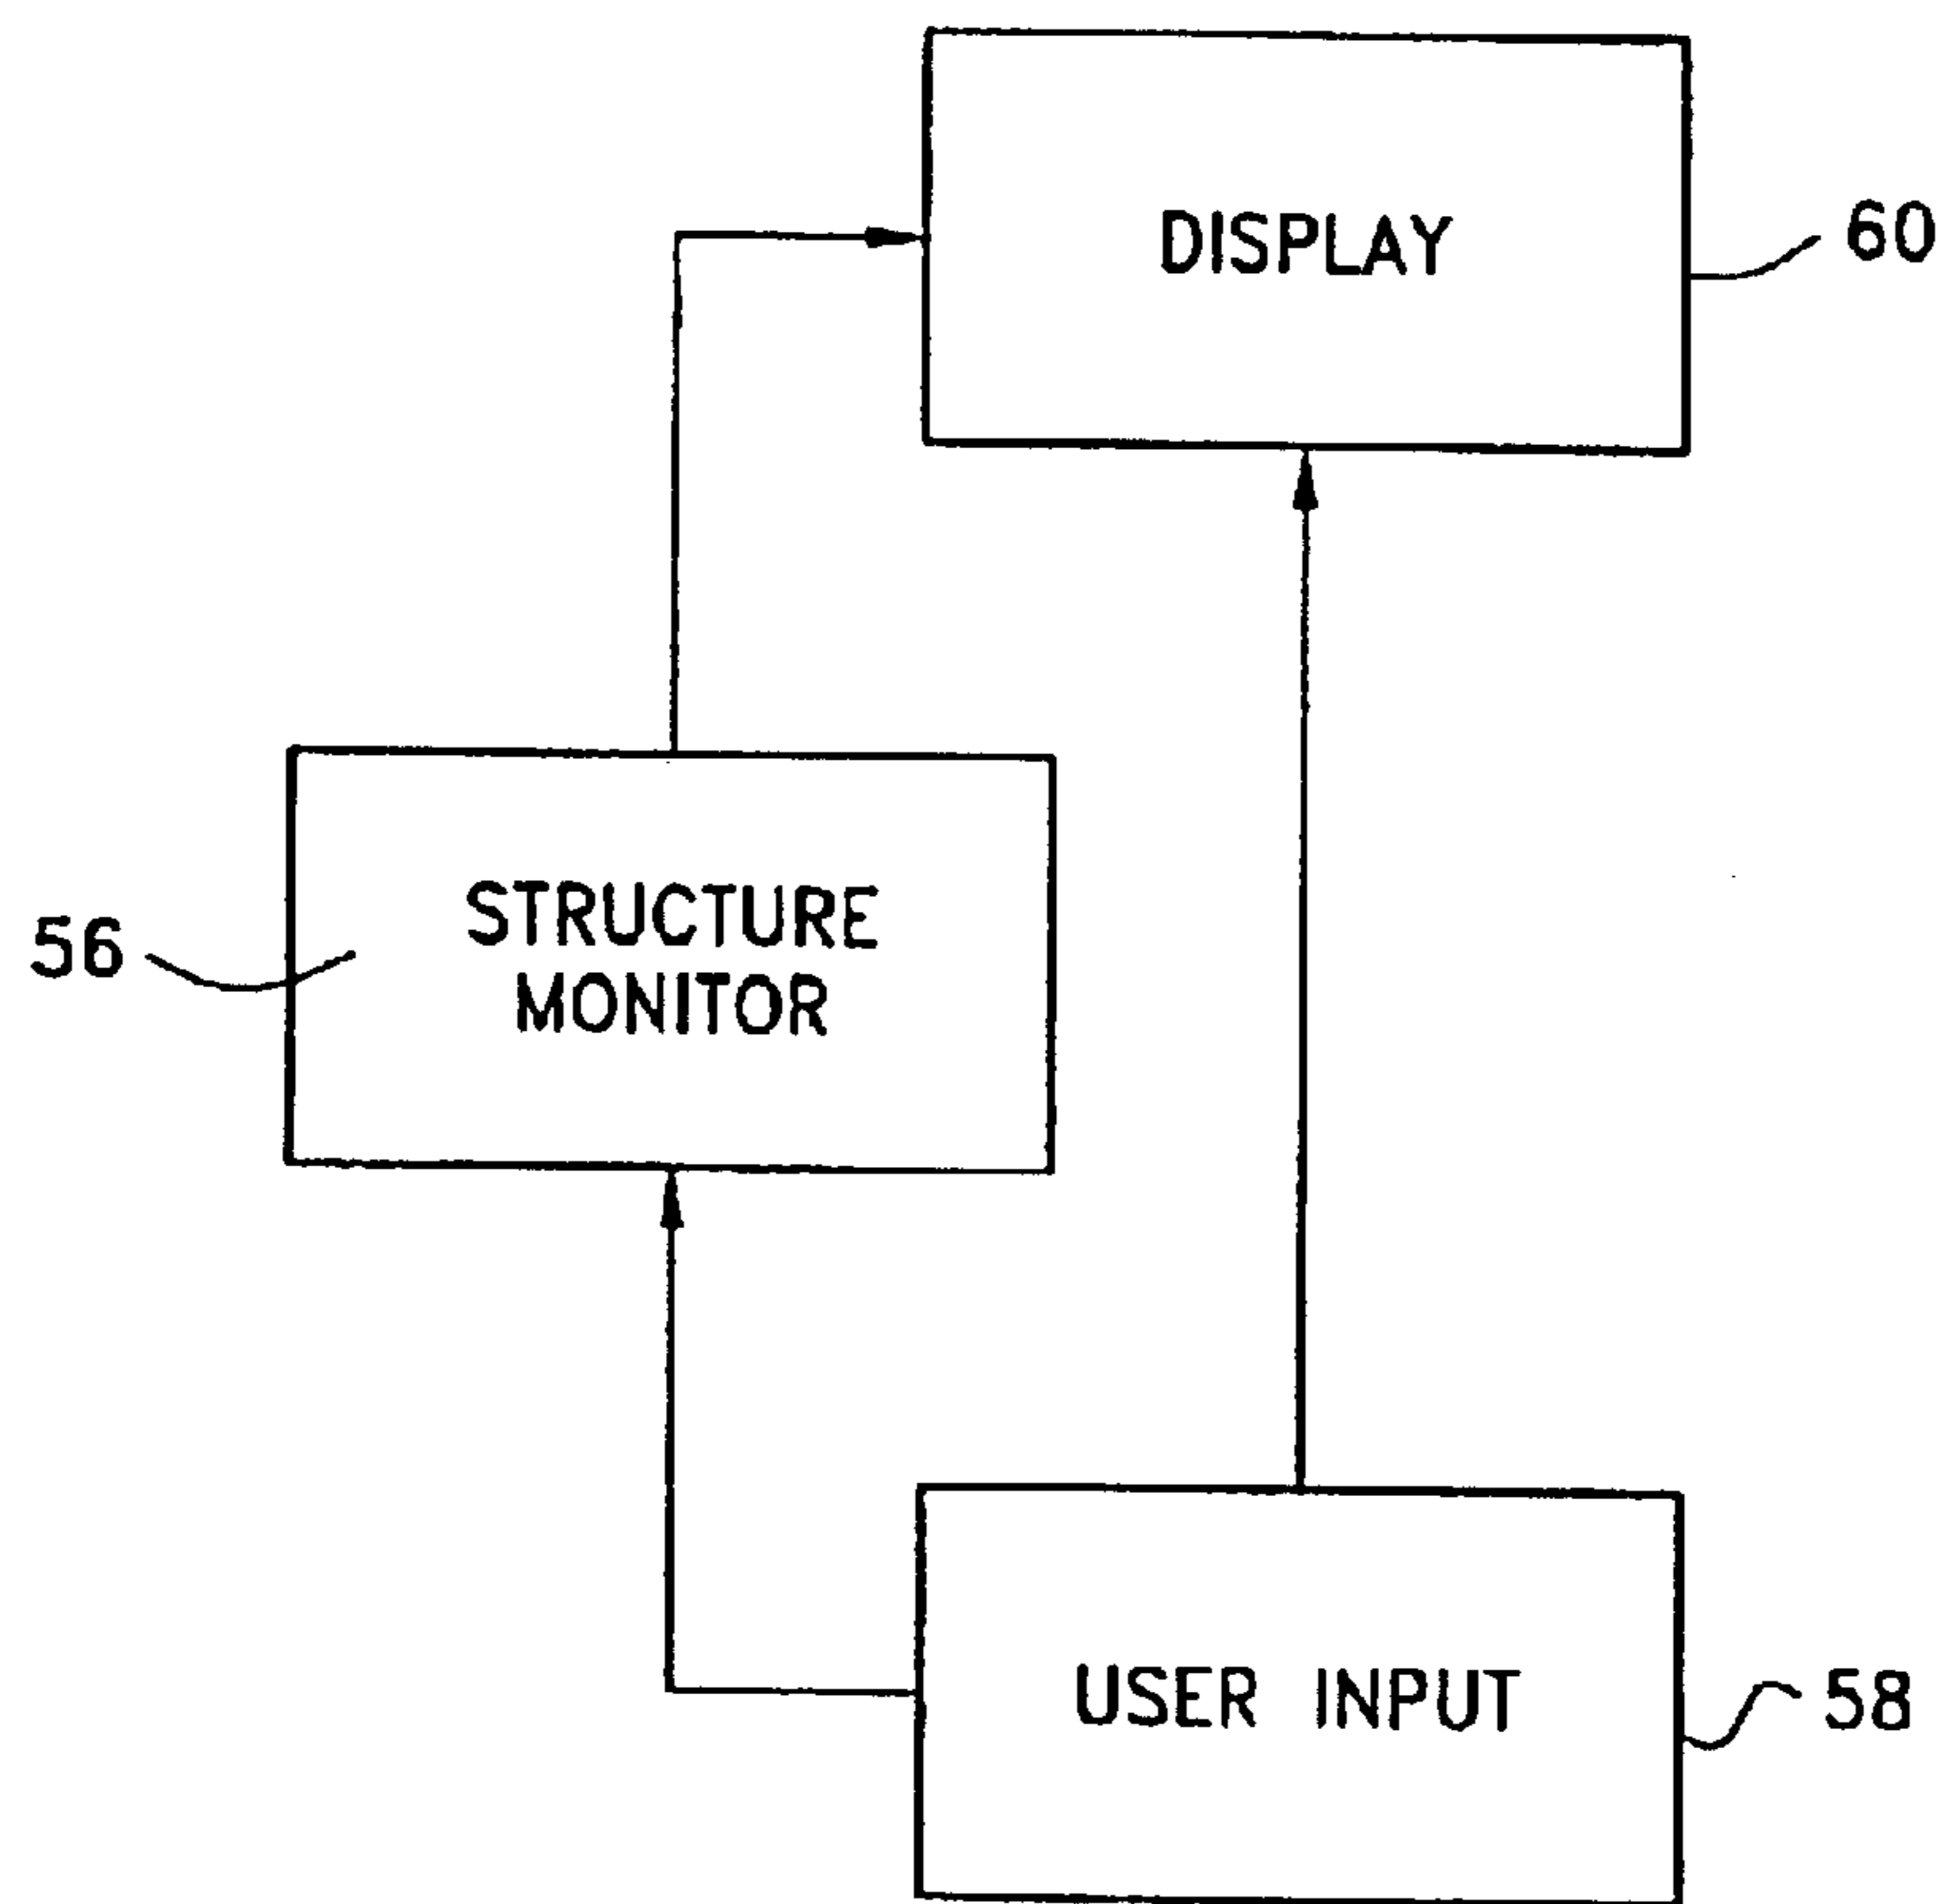 DISPLAY
60
STRUCTURE
MONITOR
56
USER INPUT
58